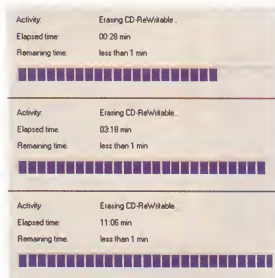 Activity: Erasing CD-ReWritable...
Elapsed time: 00:28 min
Remaining time. less than 1 min
Activity: Erasing CD-ReWritable...
Elapsed time. 03:18 min
Remaining time. less than 1 min
Activity Erasing CD-ReWritable...
Elapsed time: 11:06 min
Remaining time. less than 1 min